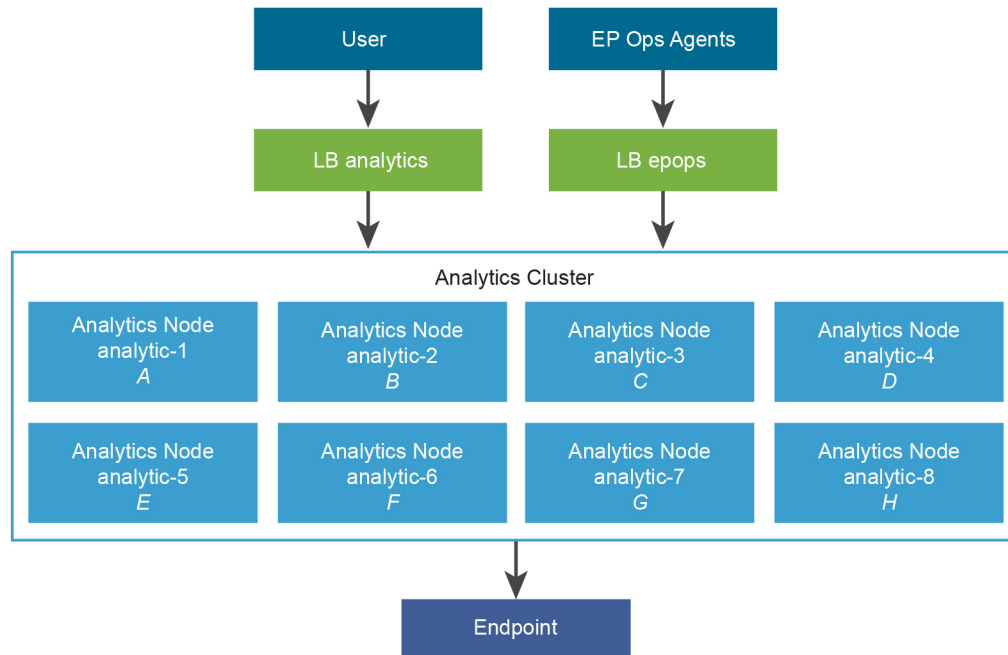 User
EP Ops Agents
LB analytics
LB epops
Analytics Cluster
Analytics Node
analytic-1
A
Analytics Node
analytic-2
B
Analytics Node
analytic-3
C
Analytics Node
analytic-4
D
Analytics Node
analytic-5
E
Analytics Node
analytic-6
F
Analytics Node
analytic-7
G
Analytics Node
analytic-8
H
Endpoint